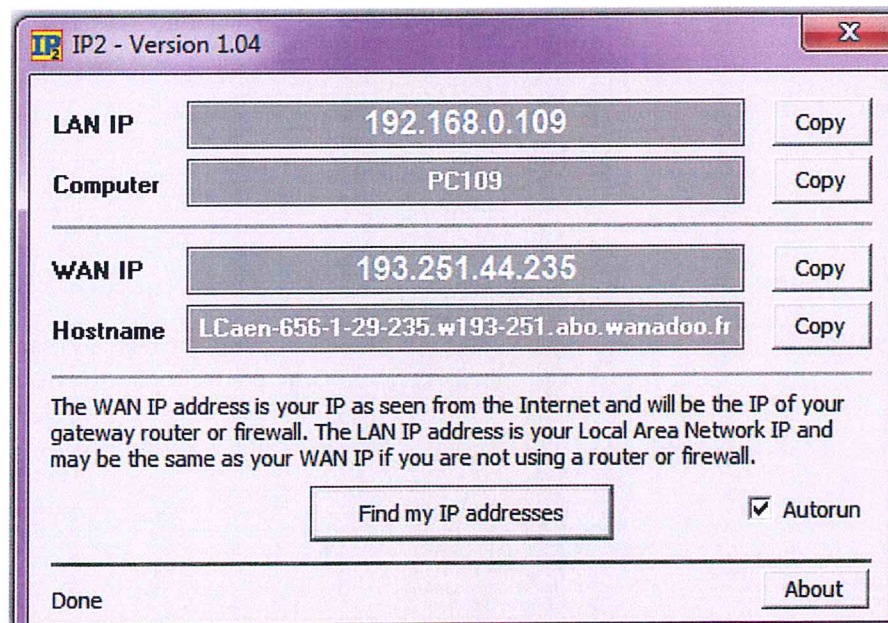 IP2 IP2 - Version 1.04 X
LAN IP 192.168.0.109 Copy
Computer PC109 Copy
WAN IP 193.251.44.235 Copy
Hostname LCaen-656-1-29-235.w193-251.abo.wanadoo.fr Copy
The WAN IP address is your IP as seen from the Internet and will be the IP of your
gateway router or firewall. The LAN IP address is your Local Area Network IP and
may be the same as your WAN IP if you are not using a router or firewall.
Find my IP addresses Autorun
Done About